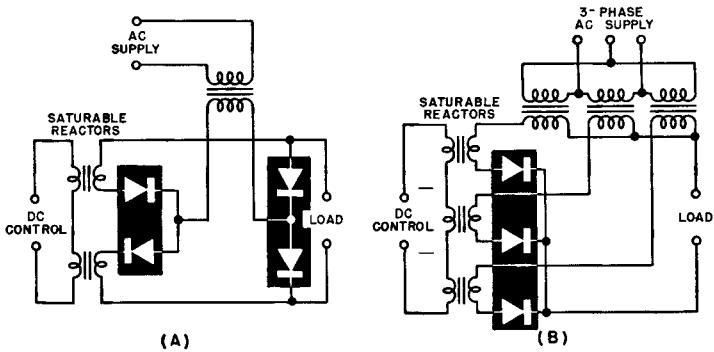 AC
SUPPLY
SATURABLE
REACTORS
DC
CONTROL
LOAD
(A)
3-PHASE
AC SUPPLY
SATURABLE
REACTORS
DC
CONTROL
LOAD
(B)